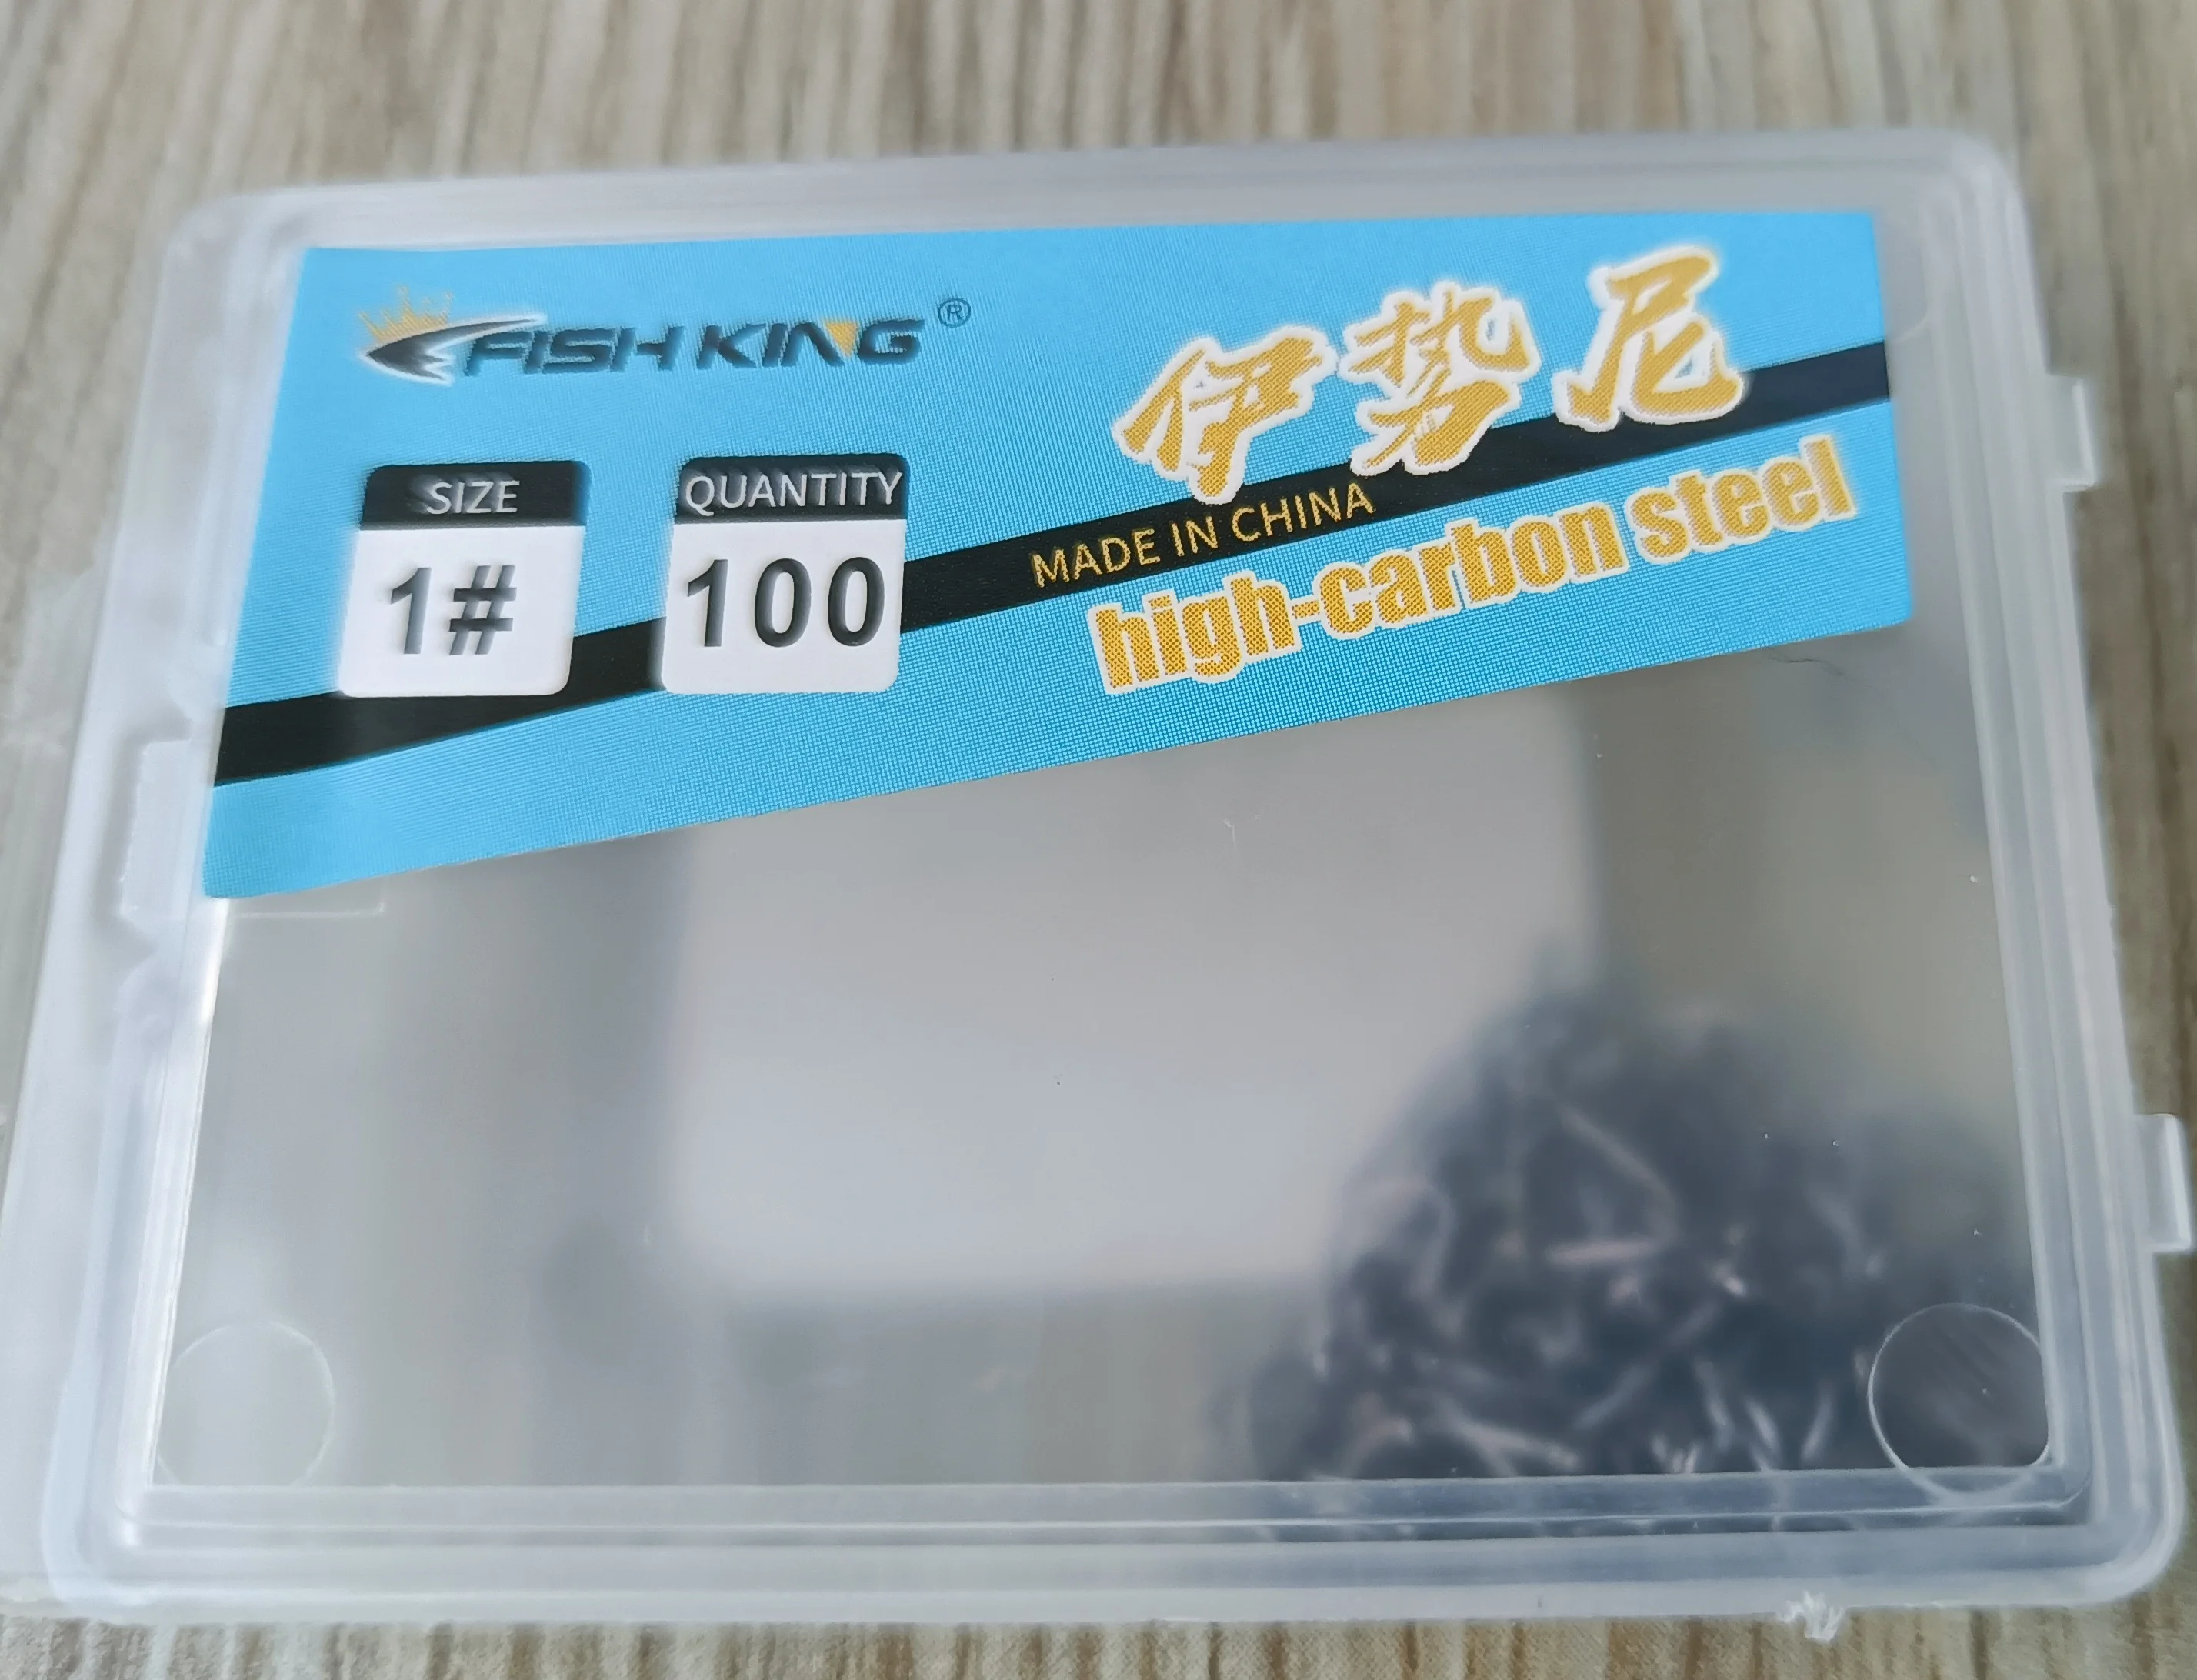 FISH KING®
伊势尼
SIZE
QUANTITY
1#
100
MADE IN CHINA
high-carbon steel